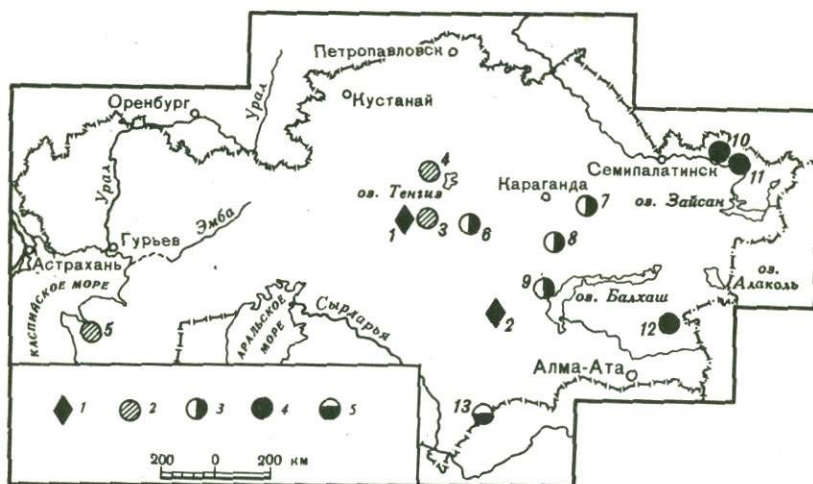 Петропавловск
Оренбург
Урал
Кустанай
10
Семипалатинск
11
4
Урал
оз. Тенгиз
Караганда
7
оз. Зайсан
Эмба
1
3
6
Гурьев
8
Астрахань
оз.
Алаколь
КАСПИЙСКОЕ МОРЕ
9
оз. Балхаш
АРАЛЬСКОЕ
МОРЕ
Сырдарья
5
2
12
Алма-Ата
1
2
3
4
5
13
200
0
200 км